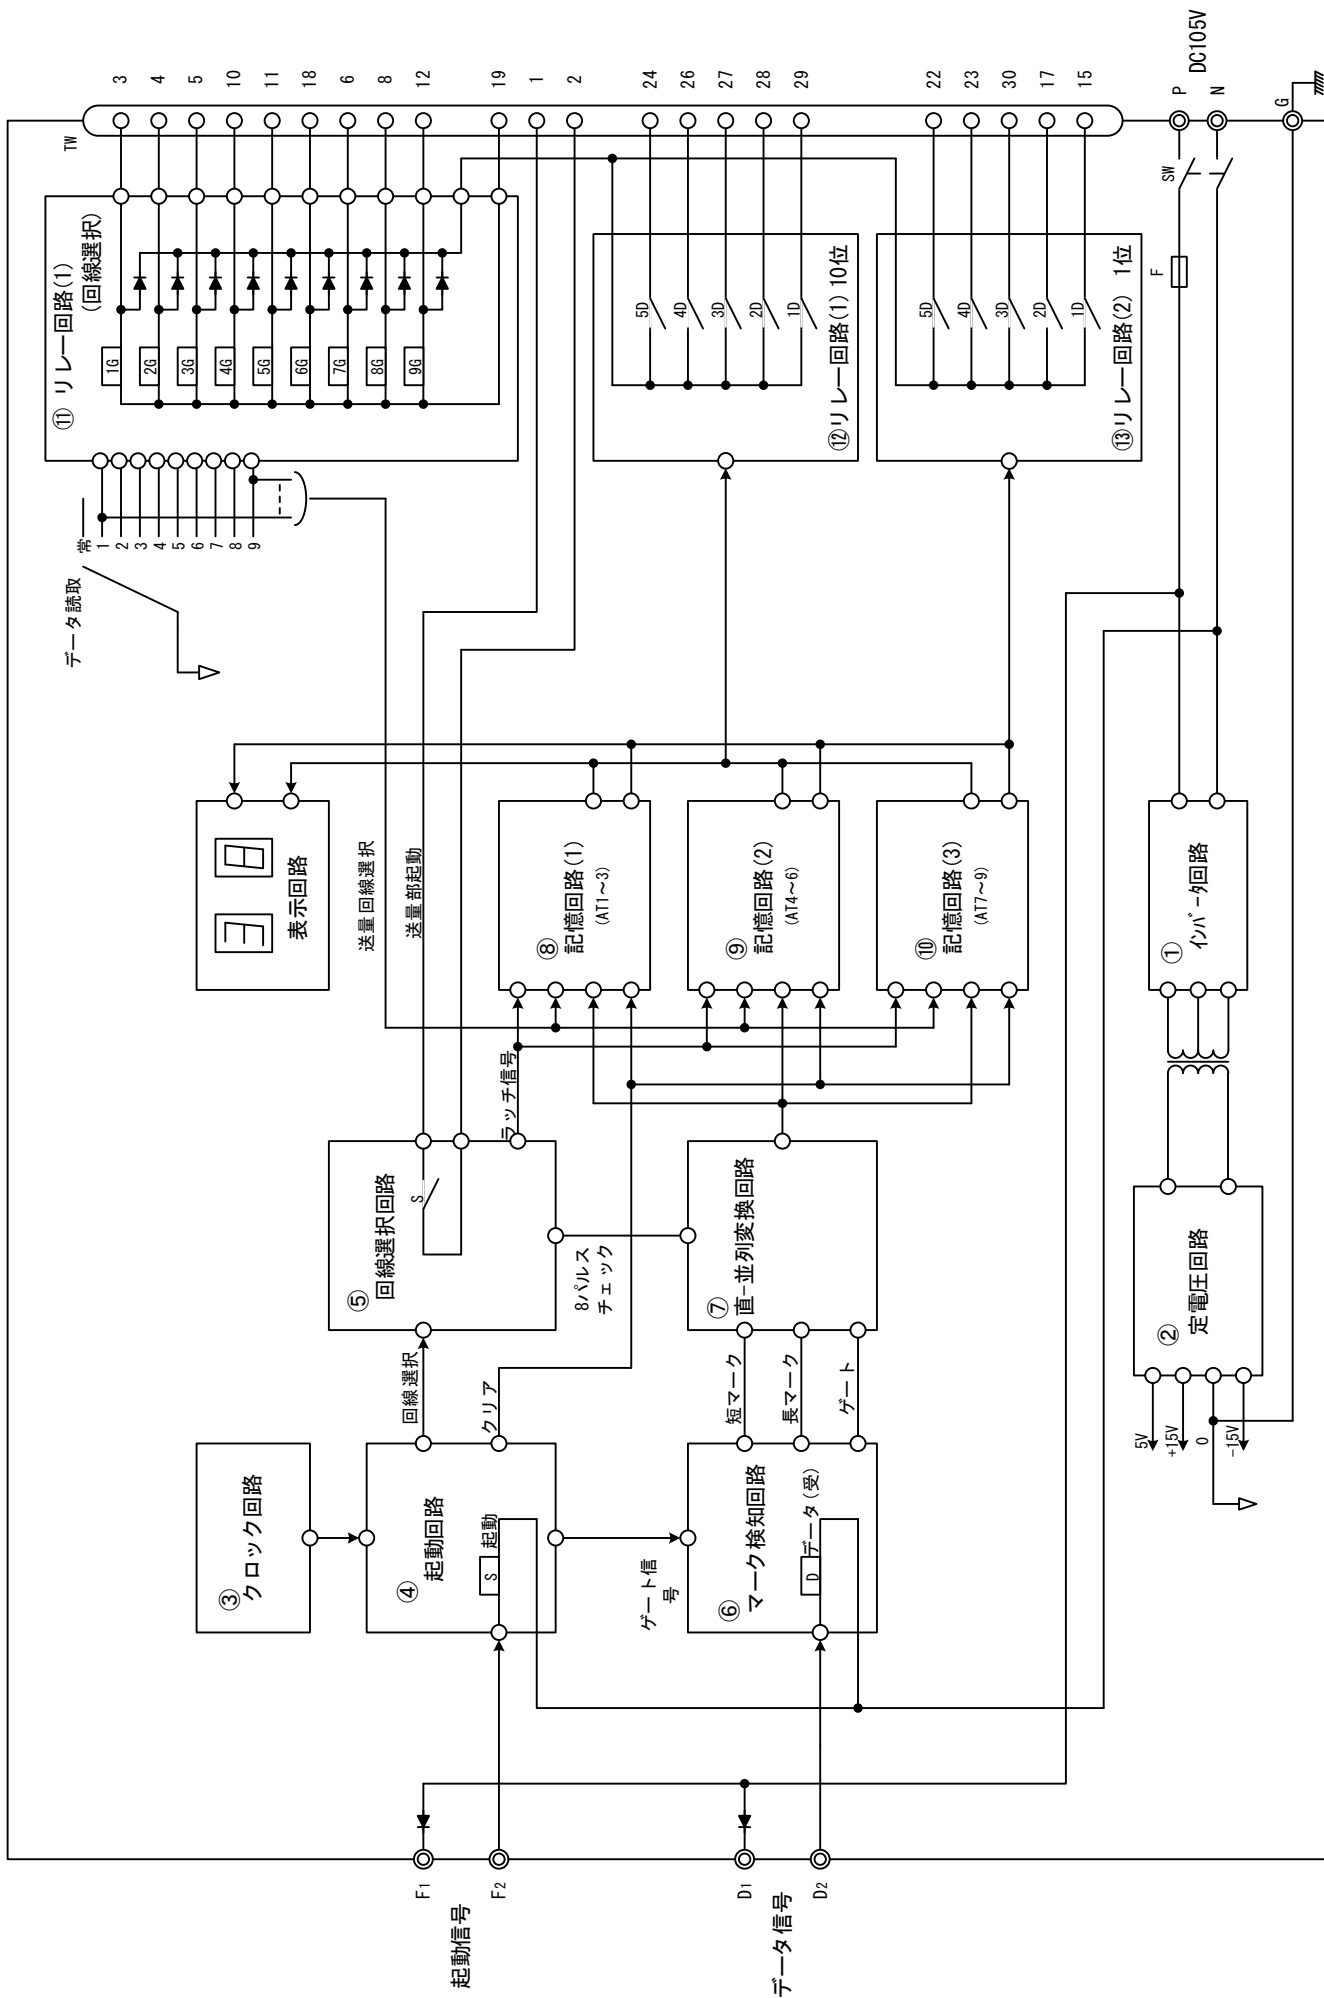 起動信号
F1
F2
データ信号
D1
D2
③
クロック回路
④
起動回路
S
起動
回線選択
クリア
ゲート信
号
⑥
マーク検知回路
D
データ(受)
短マーク
長マーク
ゲート
⑤
回線選択回路
S
ラッチ信号
8パルス
チェック
⑦
直-並列変換回路
5V
+15V
0
-15V
②
定電圧回路
①
インバータ回路
表示回路
送量回線選択
送量部起動
⑧
記憶回路(1)
(AT1～3)
⑨
記憶回路(2)
(AT4～6)
⑩
記憶回路(3)
(AT7～9)
データ読取
常
1
2
3
4
5
6
7
8
9
⑪ リレー回路(1)
(回線選択)
1G
2G
3G
4G
5G
6G
7G
8G
9G
⑫リレー回路(1) 10位
5D
4D
3D
2D
1D
⑬リレー回路(2) 1位
5D
4D
3D
2D
1D
F
SW
TW
3
4
5
10
11
18
6
8
12
19
1
2
24
26
27
28
29
22
23
30
17
15
P
N
DC105V
G